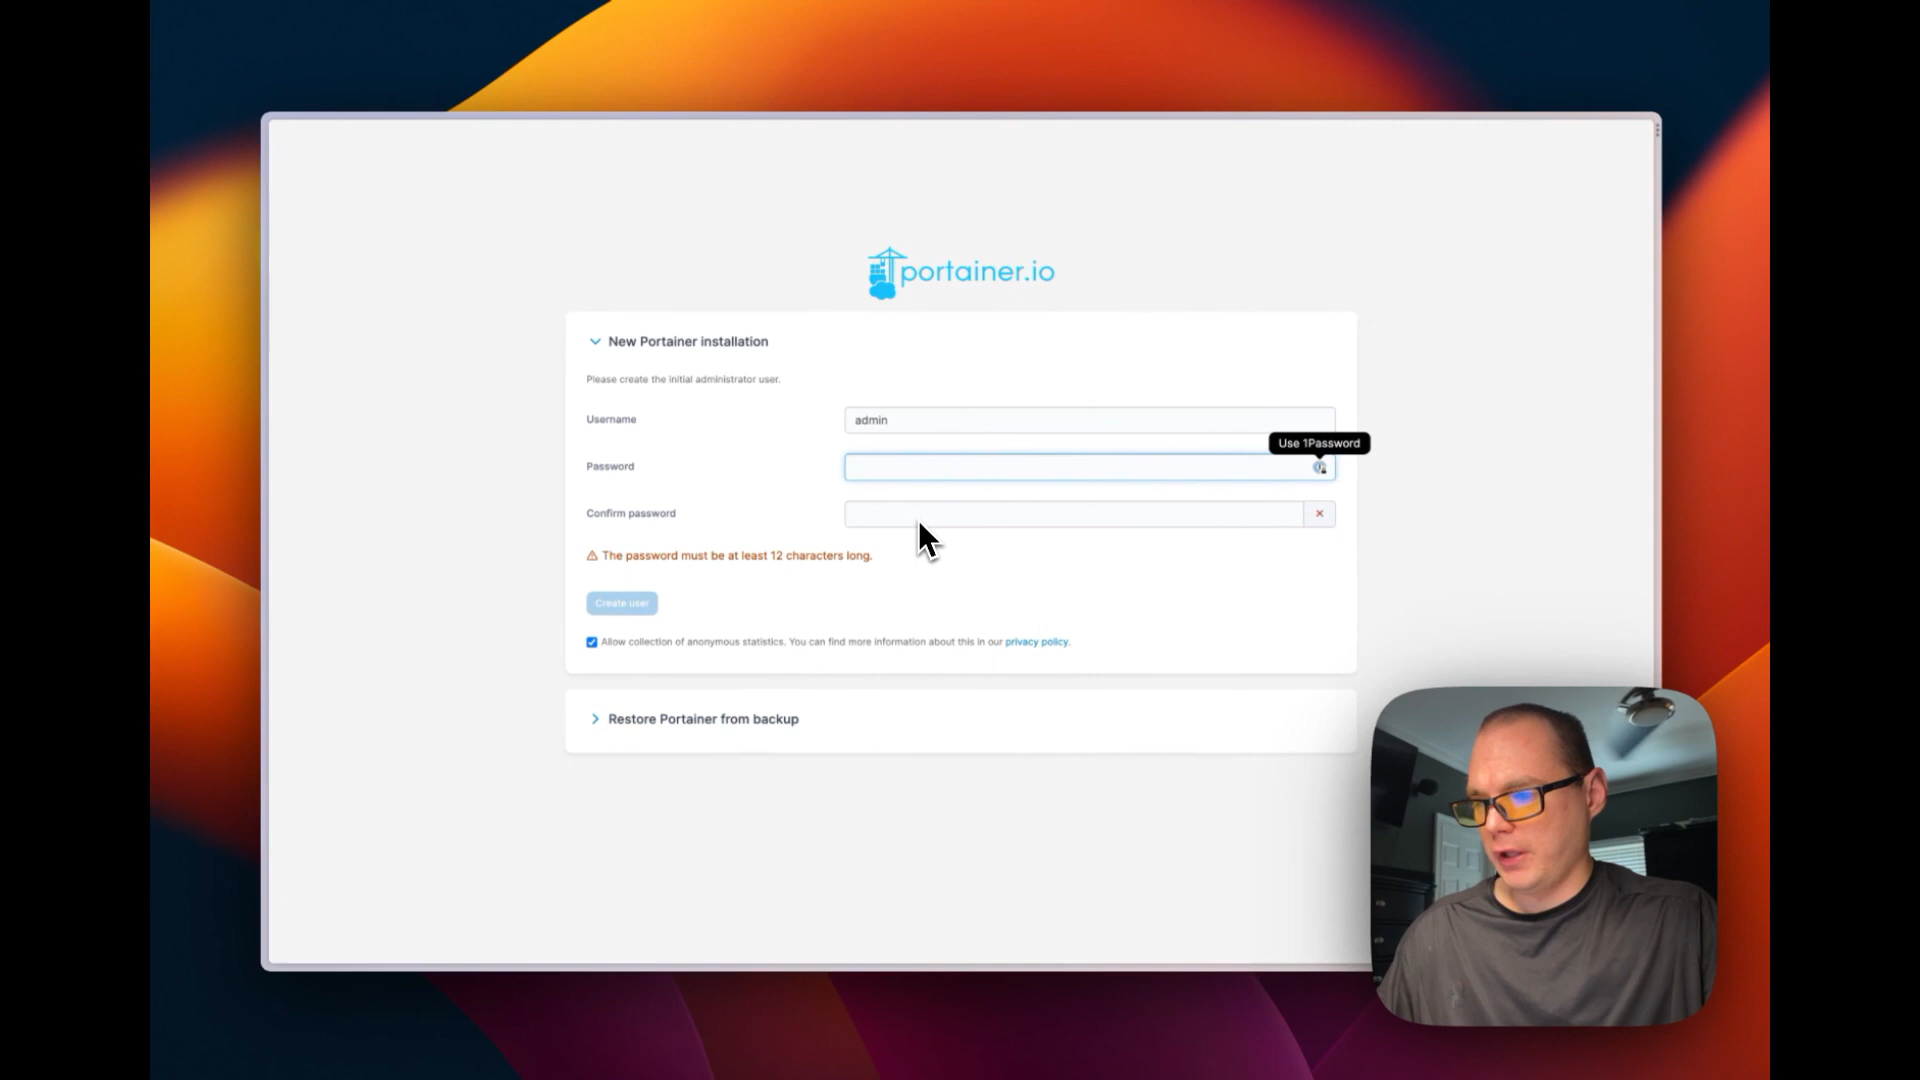 portainer.io
New Portainer installation
Please create the initial administrator user.
Username
admin
Use 1Password
Password
Confirm password
The password must be at least 12 characters long.
Create user
Allow collection of anonymous statistics. You can find more information about this in our privacy policy.
Restore Portainer from backup